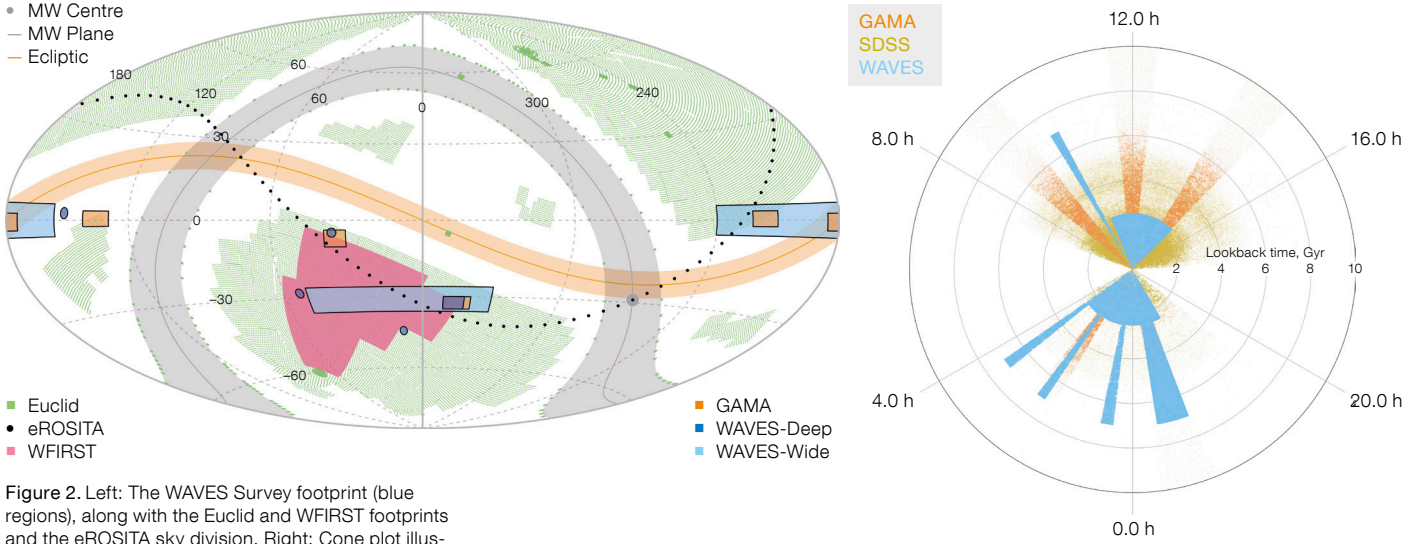 MW Centre
MW Plane
Ecliptic
180
120
60
60
30
0
300
240
0
−30
−60
Euclid
eROSITA
WFIRST
GAMA
WAVES-Deep
WAVES-Wide
GAMA
SDSS
WAVES
12.0 h
8.0 h
16.0 h
Lookback time, Gyr
2 4 6 8 10
4.0 h
20.0 h
0.0 h
Figure 2. Left: The WAVES Survey footprint (blue
regions), along with the Euclid and WFIRST footprints
and the eROSITA sky division. Right: Cone plot illus-